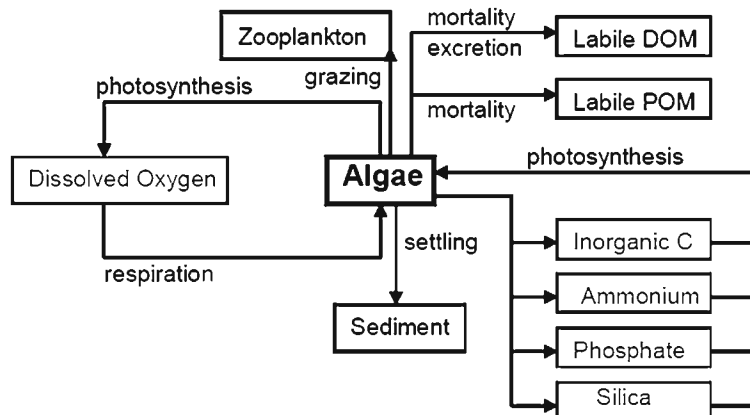 Zooplankton
mortality
excretion
Labile DOM
grazing
photosynthesis
mortality
Labile POM
photosynthesis
Dissolved Oxygen
Algae
settling
respiration
Inorganic C
Ammonium
Sediment
Phosphate
Silica